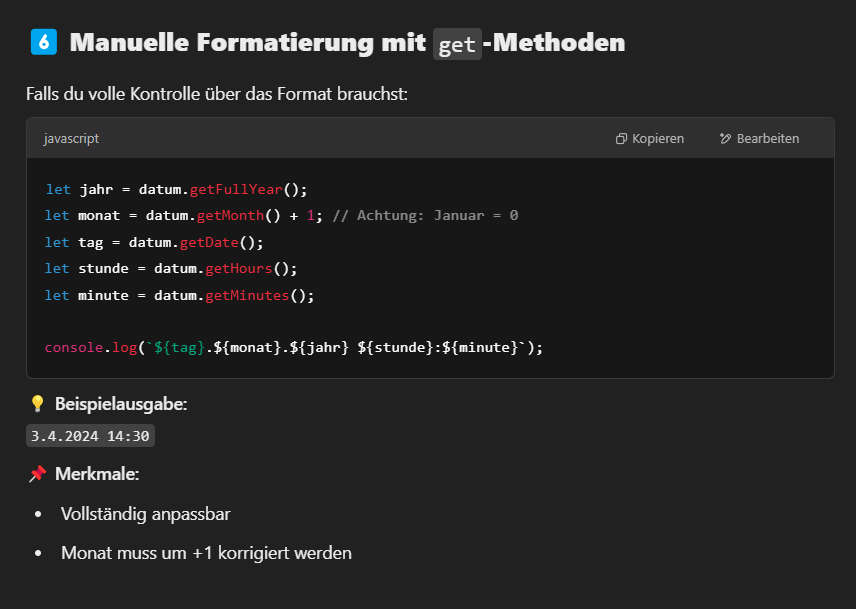 6 Manuelle Formatierung mit get-Methoden
Falls du volle Kontrolle über das Format brauchst:
javascript Kopieren Bearbeiten
let jahr = datum.getFullYear();
let monat = datum.getMonth() + 1; // Achtung: Januar = 0
let tag = datum.getDate();
let stunde = datum.getHours();
let minute = datum.getMinutes();
console.log(`${tag}.${monat}.${jahr} ${stunde}:${minute}`);
Beispielausgabe:
3.4.2024 14:30
Merkmale:
• Vollständig anpassbar
• Monat muss um +1 korrigiert werden